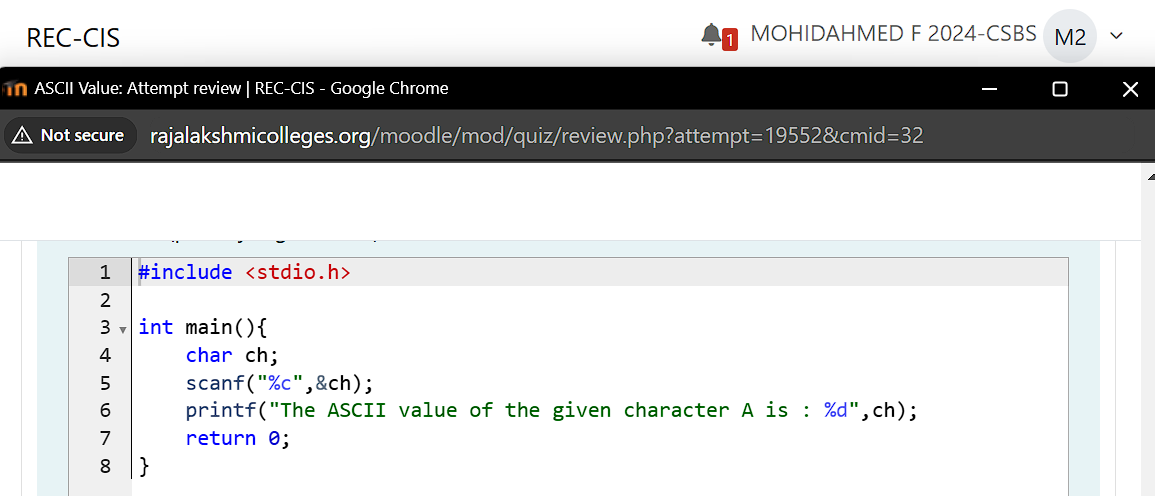 REC-CIS
1 MOHIDAHMED F 2024-CSBS M2
ASCII Value: Attempt review | REC-CIS - Google Chrome
Not secure rajalakshmicolleges.org/moodle/mod/quiz/review.php?attempt=19552&cmid=32
1 #include <stdio.h>
2
3 int main(){
4 char ch;
5 scanf("%c",&ch);
6 printf("The ASCII value of the given character A is : %d",ch);
7 return 0;
8 }